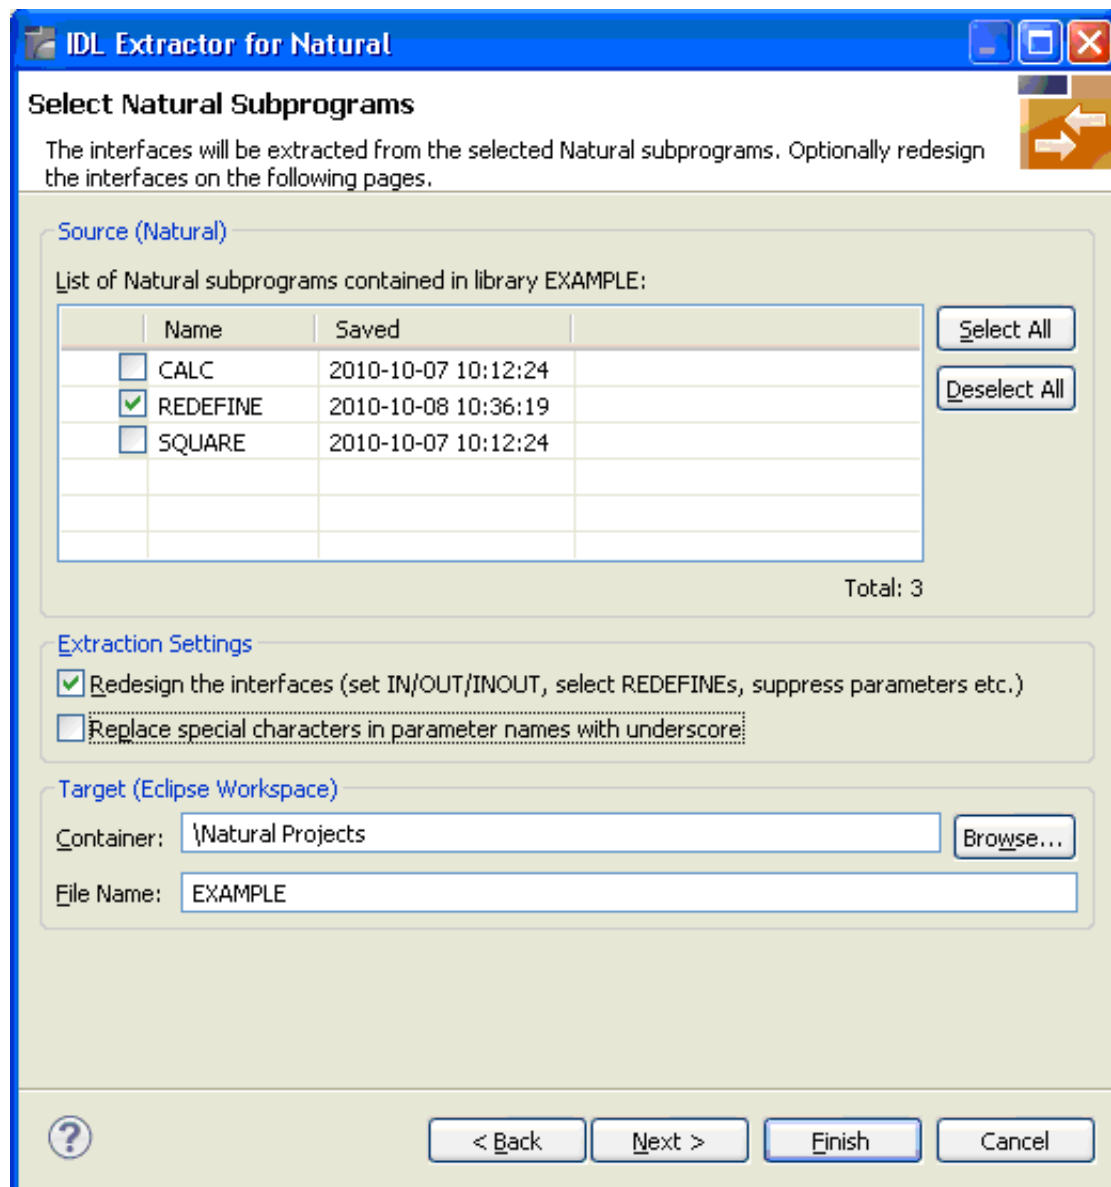 IDL Extractor for Natural
Select Natural Subprograms
The interfaces will be extracted from the selected Natural subprograms. Optionally redesign
the interfaces on the following pages.
Source (Natural)
List of Natural subprograms contained in library EXAMPLE:
Name Saved
Select All
CALC 2010-10-07 10:12:24
Deselect All
REDEFINE 2010-10-08 10:36:19
SQUARE 2010-10-07 10:12:24
Total: 3
Extraction Settings
Redesign the interfaces (set IN/OUT/INOUT, select REDEFINEs, suppress parameters etc.)
Replace special characters in parameter names with underscore
Target (Eclipse Workspace)
Container: \Natural Projects Browse...
File Name: EXAMPLE
? < Back Next > Finish Cancel